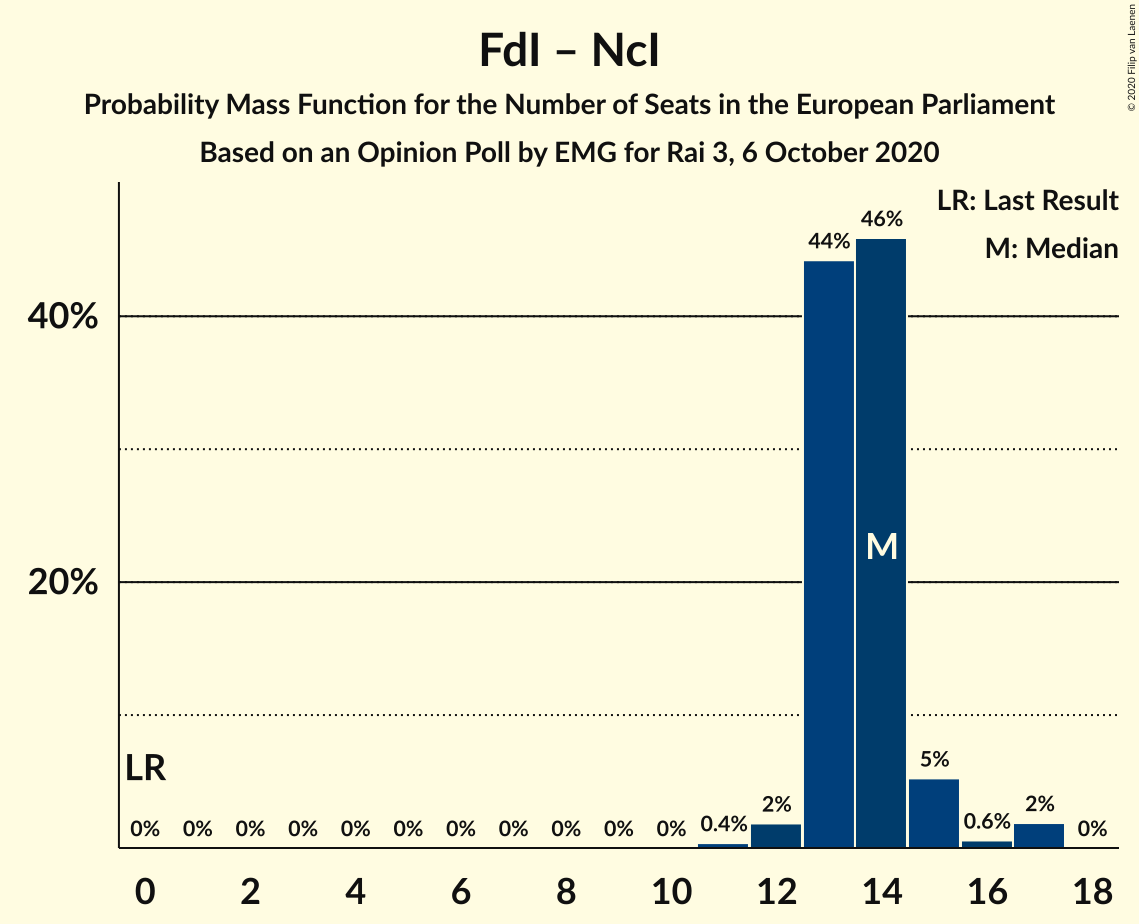 FdI – NcI
Probability Mass Function for the Number of Seats in the European Parliament
Based on an Opinion Poll by EMG for Rai 3, 6 October 2020
© 2020 Filip van Laenen
LR: Last Result
M: Median
40%
20%
LR
M
0% 0% 0% 0% 0% 0% 0% 0% 0% 0% 0% 0.4% 2% 44% 46% 5% 0.6% 2% 0%
0 2 4 6 8 10 12 14 16 18